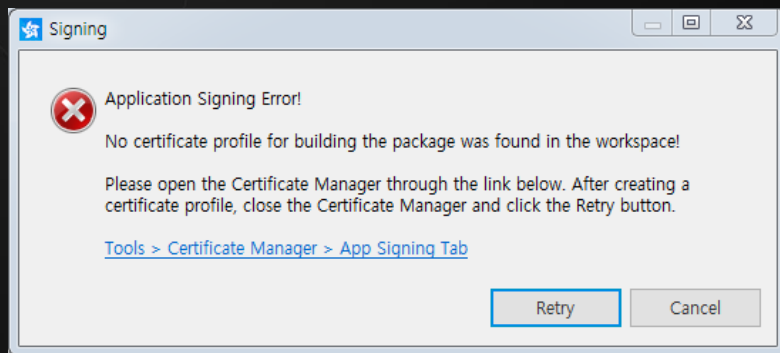 Signing
Application Signing Error!
No certificate profile for building the package was found in the workspace!
Please open the Certificate Manager through the link below. After creating a
certificate profile, close the Certificate Manager and click the Retry button.
Tools > Certificate Manager > App Signing Tab
Retry
Cancel